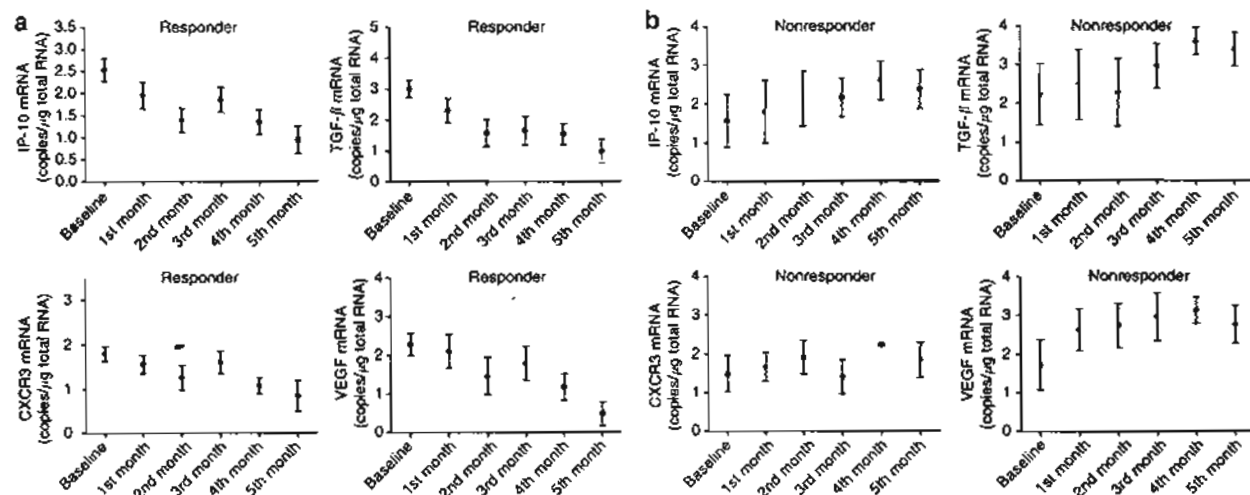 a
Responder
IP-10 mRNA
(copies/μg total RNA)
3.5
3.0
2.5
2.0
1.5
1.0
0.5
0.0
Baseline
1st month
2nd month
3rd month
4th month
5th month
Responder
TGF-β mRNA
(copies/μg total RNA)
5
4
3
2
1
0
Baseline
1st month
2nd month
3rd month
4th month
5th month
b
Nonresponder
IP-10 mRNA
(copies/μg total RNA)
4
3
2
1
0
Baseline
1st month
2nd month
3rd month
4th month
5th month
Nonresponder
TGF-β mRNA
(copies/μg total RNA)
4
3
2
1
0
Baseline
1st month
2nd month
3rd month
4th month
5th month
Responder
CXCR3 mRNA
(copies/μg total RNA)
3
2
1
0
Baseline
1st month
2nd month
3rd month
4th month
5th month
Responder
VEGF mRNA
(copies/μg total RNA)
4
3
2
1
0
Baseline
1st month
2nd month
3rd month
4th month
5th month
Nonresponder
CXCR3 mRNA
(copies/μg total RNA)
4
3
2
1
0
Baseline
1st month
2nd month
3rd month
4th month
5th month
Nonresponder
VEGF mRNA
(copies/μg total RNA)
4
3
2
1
0
Baseline
1st month
2nd month
3rd month
4th month
5th month